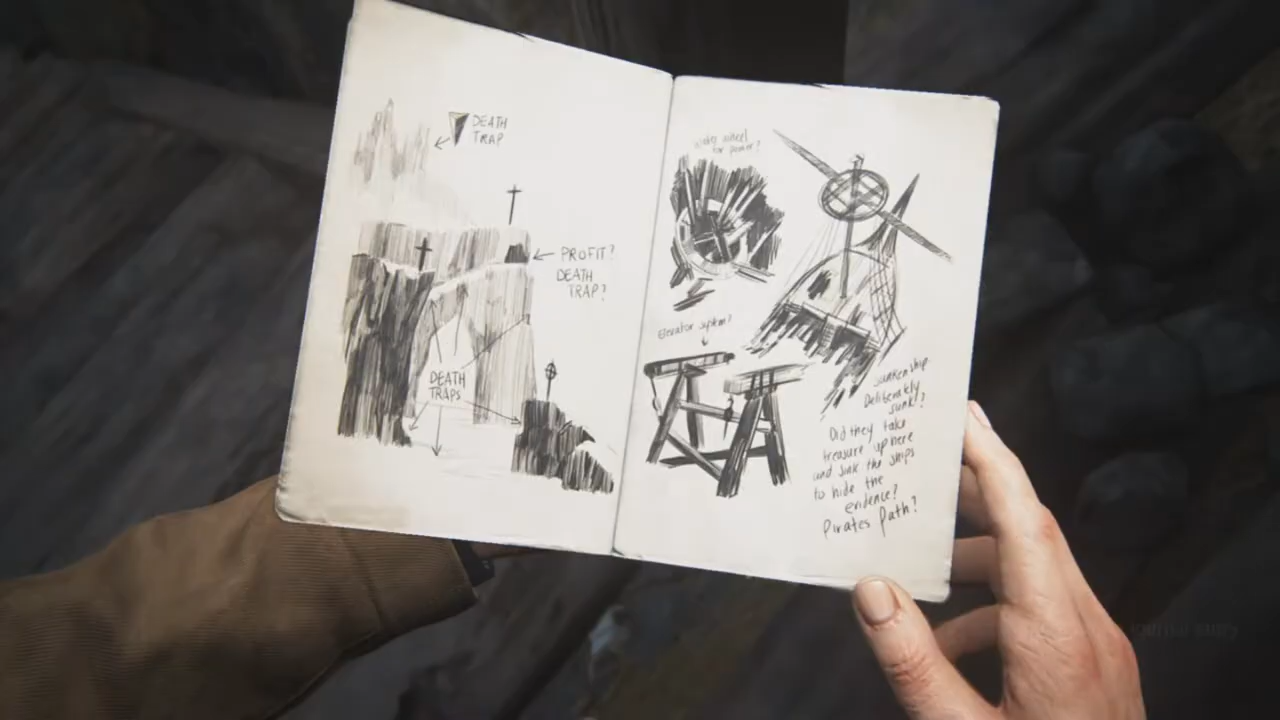 DEATH
TRAP
PROFIT?
DEATH
TRAP?
DEATH
TRAPS
Water wheel
for power?
Elevator system?
Sunken ship
Deliberately
sunk?
Did they take
treasure up here
and sink the ships
to hide the
evidence?
Pirates Path?